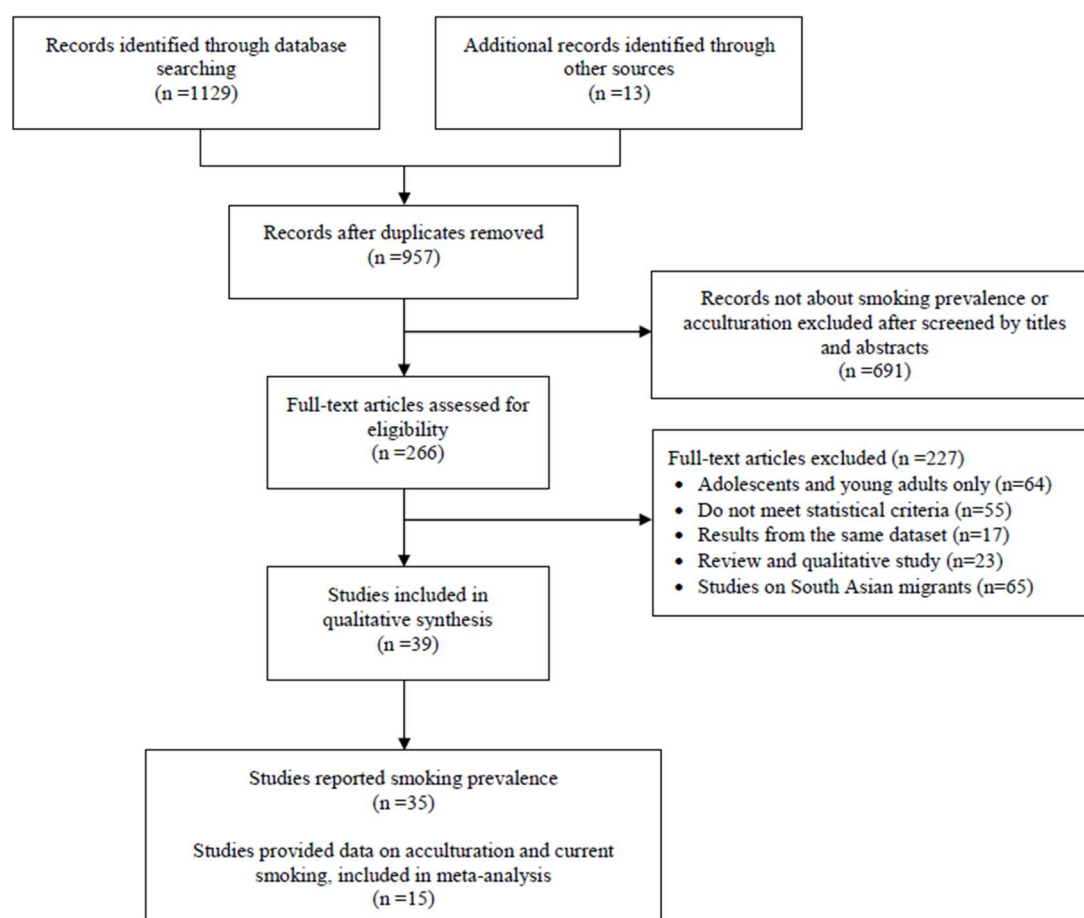 Records identified through database
searching
(n =1129)
Additional records identified through
other sources
(n =13)
Records after duplicates removed
(n =957)
Records not about smoking prevalence or
acculturation excluded after screened by titles
and abstracts
(n =691)
Full-text articles assessed for
eligibility
(n =266)
Full-text articles excluded (n =227)
• Adolescents and young adults only (n=64)
• Do not meet statistical criteria (n=55)
• Results from the same dataset (n=17)
• Review and qualitative study (n=23)
• Studies on South Asian migrants (n=65)
Studies included in
qualitative synthesis
(n =39)
Studies reported smoking prevalence
(n =35)
Studies provided data on acculturation and current
smoking, included in meta-analysis
(n =15)